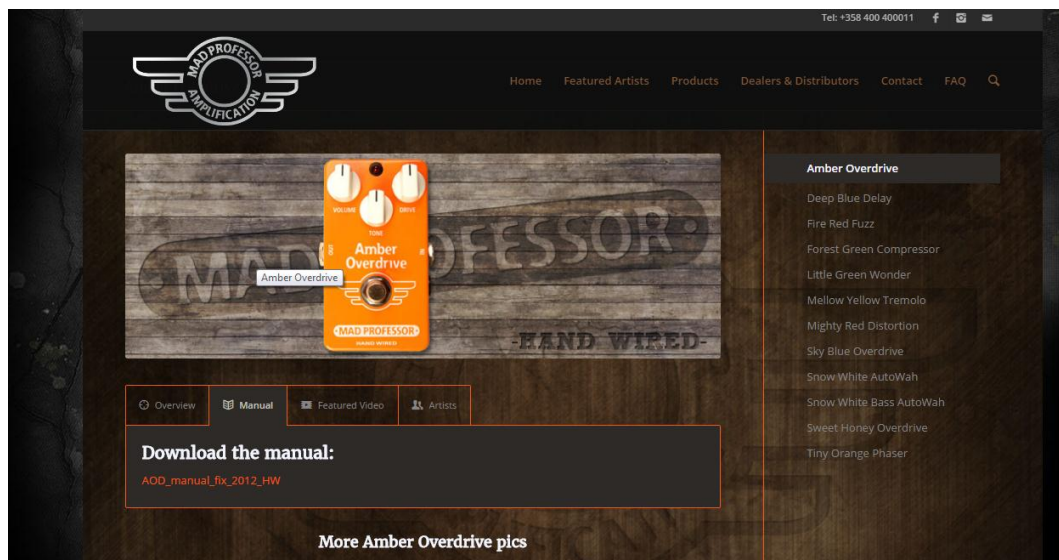 Tel: +358 400 400011
MAD PROFESSOR
AMPLIFICATION
Home Featured Artists Products Dealers & Distributors Contact FAQ
MAD PROFESSOR
-HAND WIRED-
VOLUME DRIVE
TONE
OUT IN
Amber
Overdrive
MAD PROFESSOR
HAND WIRED
Amber Overdrive
Overview Manual Featured Video Artists
Download the manual:
AOD_manual_fix_2012_HW
More Amber Overdrive pics
Amber Overdrive
Deep Blue Delay
Fire Red Fuzz
Forest Green Compressor
Little Green Wonder
Mellow Yellow Tremolo
Mighty Red Distortion
Sky Blue Overdrive
Snow White AutoWah
Snow White Bass AutoWah
Sweet Honey Overdrive
Tiny Orange Phaser